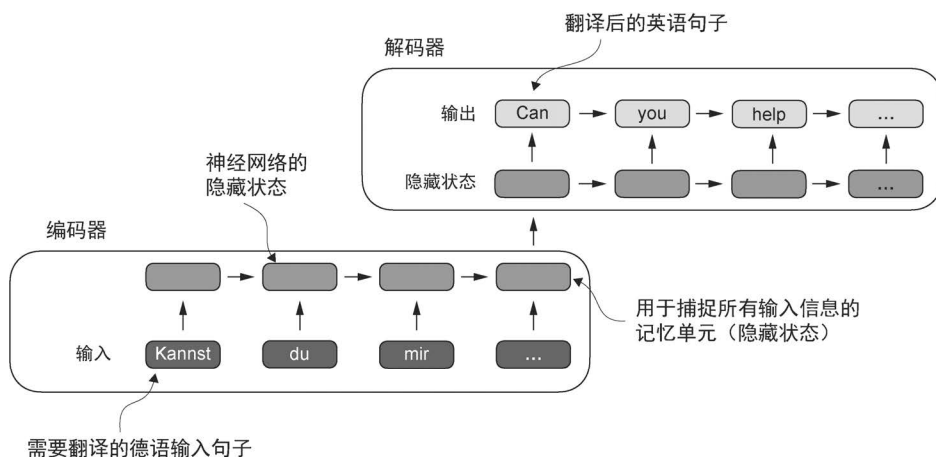 翻译后的英语句子
解码器
输出 Can you help ...
神经网络的
隐藏状态
隐藏状态 ...
编码器
用于捕捉所有输入信息的
记忆单元（隐藏状态）
输入 Kannst du mir ...
需要翻译的德语输入句子